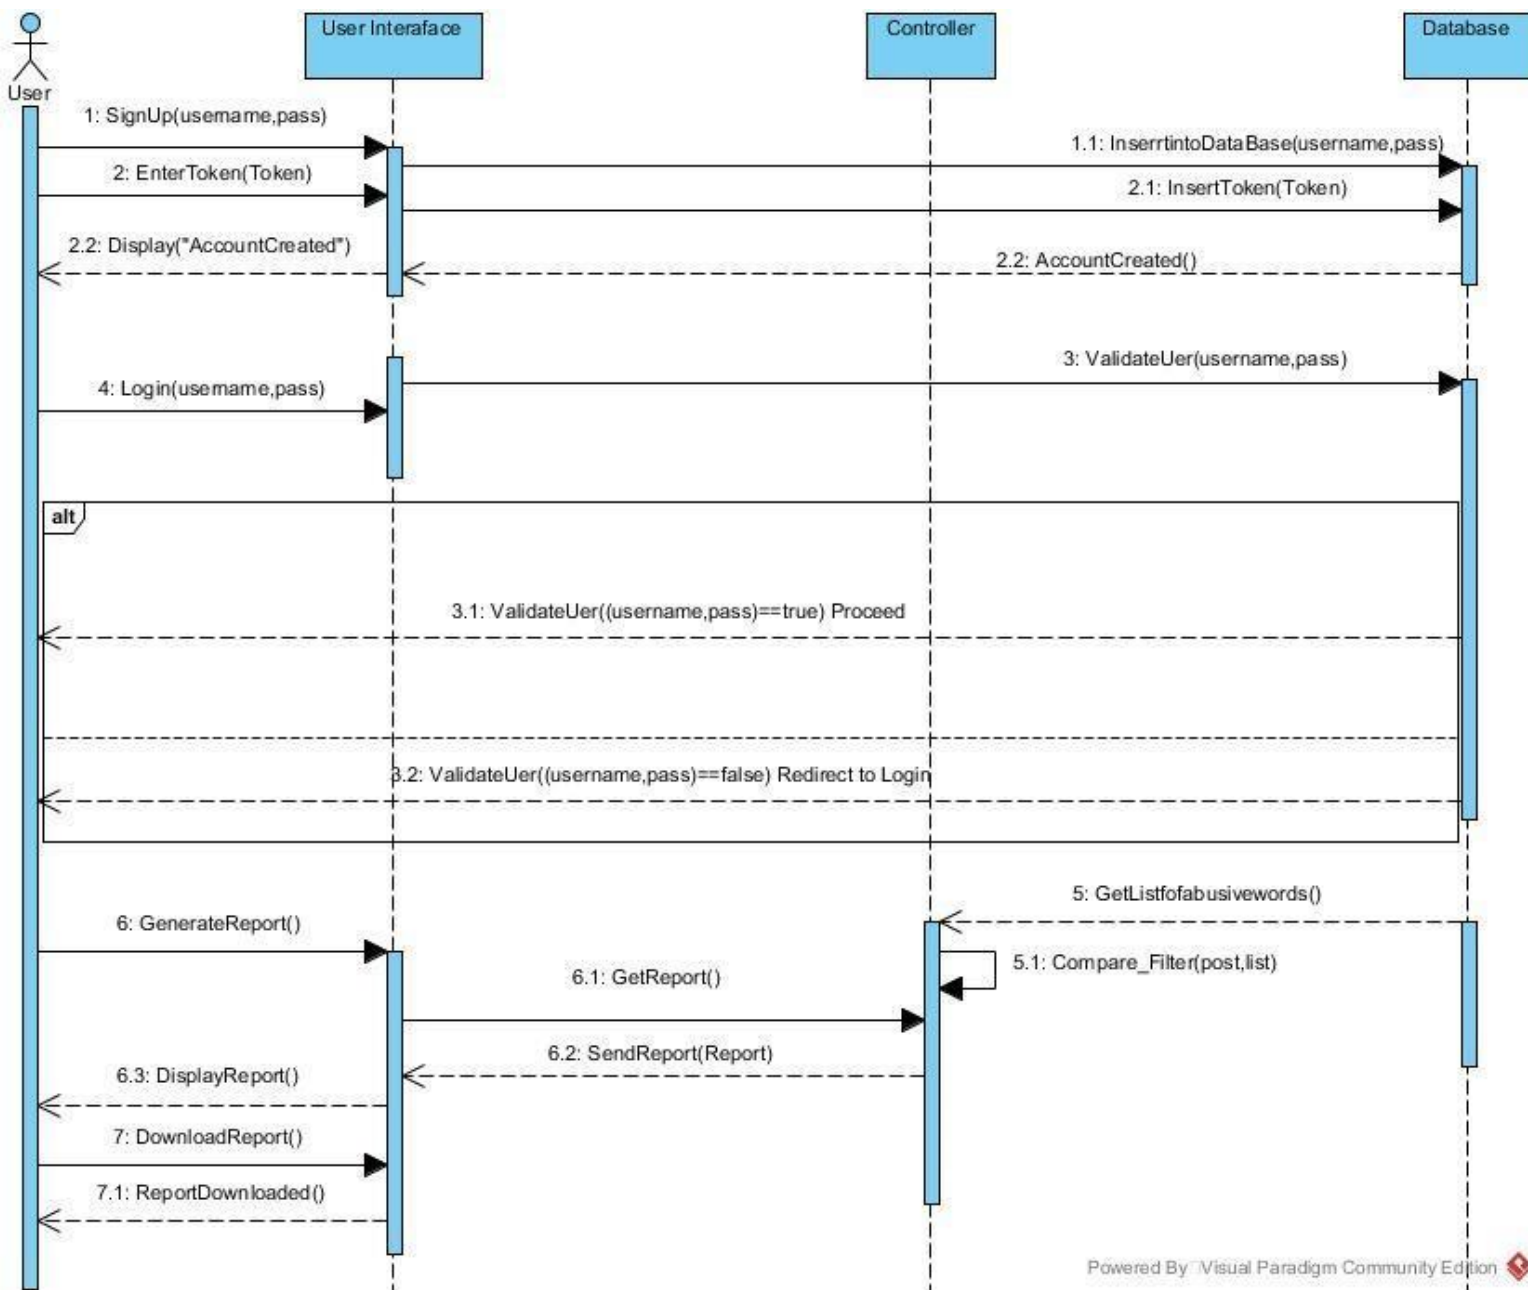 User Interaface
Controller
Database
User
1: SignUp(username,pass)
1.1: InserrtintoDataBase(username,pass)
2: EnterToken(Token)
2.1: InsertToken(Token)
2.2: Display("AccountCreated")
2.2: AccountCreated()
3: ValidateUer(username,pass)
4: Login(username,pass)
alt
3.1: ValidateUer((username,pass)==true) Proceed
3.2: ValidateUer((username,pass)==false) Redirect to Login
5: GetListfofabusivewords()
6: GenerateReport()
5.1: Compare_Filter(post,list)
6.1: GetReport()
6.2: SendReport(Report)
6.3: DisplayReport()
7: DownloadReport()
7.1: ReportDownloaded()
Powered By Visual Paradigm Community Edition